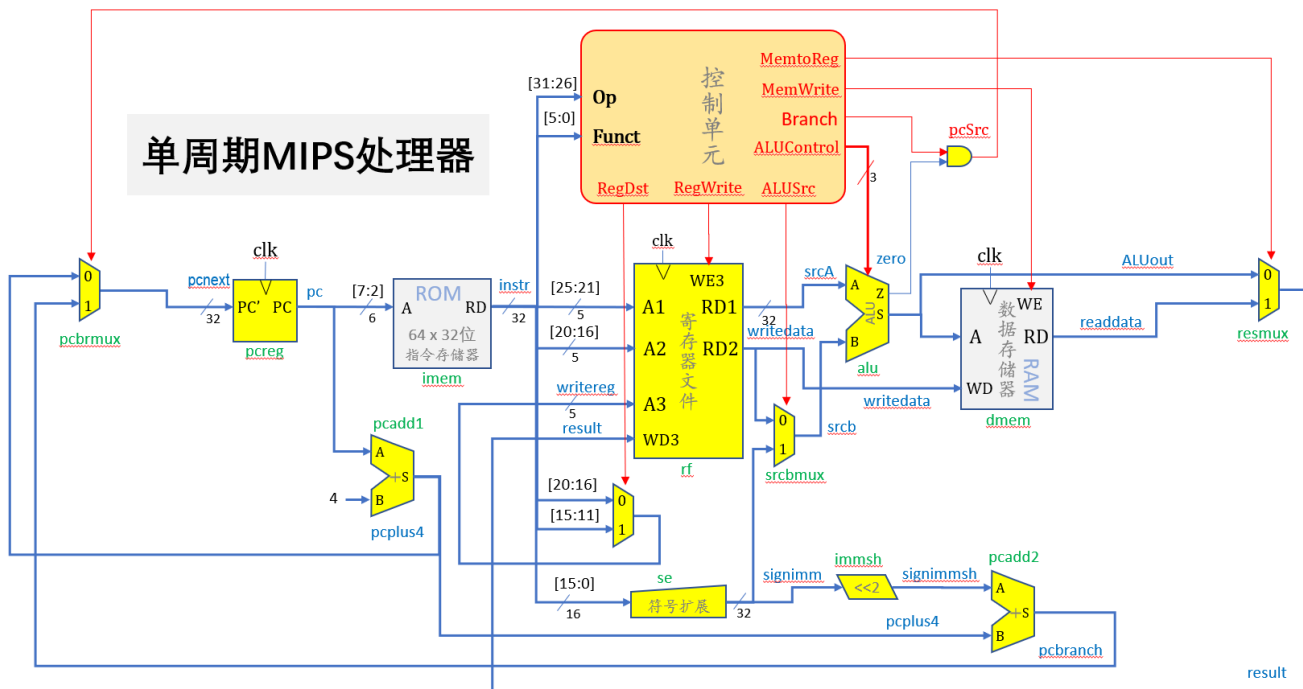 单周期MIPS处理器
控制单元
Op
Funct
[31:26]
[5:0]
MemtoReg
MemWrite
Branch
ALUControl
3
RegDst
RegWrite
ALUSrc
pcSrc
0
1
pcbrmux
pcnext
32
clk
PC'
PC
pcreg
pc
[7:2]
6
ROM
A
RD
64 x 32位
指令存储器
imem
instr
32
[25:21]
5
[20:16]
5
writereg
5
result
clk
WE3
A1
RD1
A2
RD2
A3
WD3
寄存器文件
rf
srcA
32
writedata
0
1
srcbmux
srcb
A
B
Z
S
ALU
alu
zero
ALUout
clk
WE
A
RD
WD
数据存储器
RAM
dmem
writedata
readdata
0
1
resmux
pcadd1
A
B
+S
4
pcplus4
[20:16]
[15:11]
0
1
[15:0]
16
se
符号扩展
32
signimm
immsh
<<2
signimmsh
pcadd2
A
B
+S
pcplus4
pcbranch
result